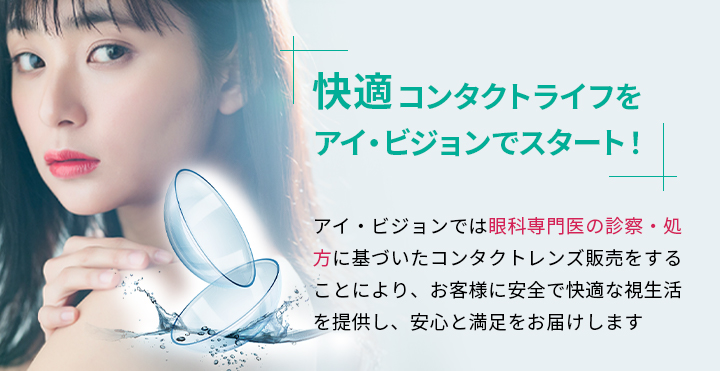 快適コンタクトライフを
アイ・ビジョンでスタート！
アイ・ビジョンでは眼科専門医の診察・処
方に基づいたコンタクトレンズ販売をする
ことにより、お客様に安全で快適な視生活
を提供し、安心と満足をお届けします